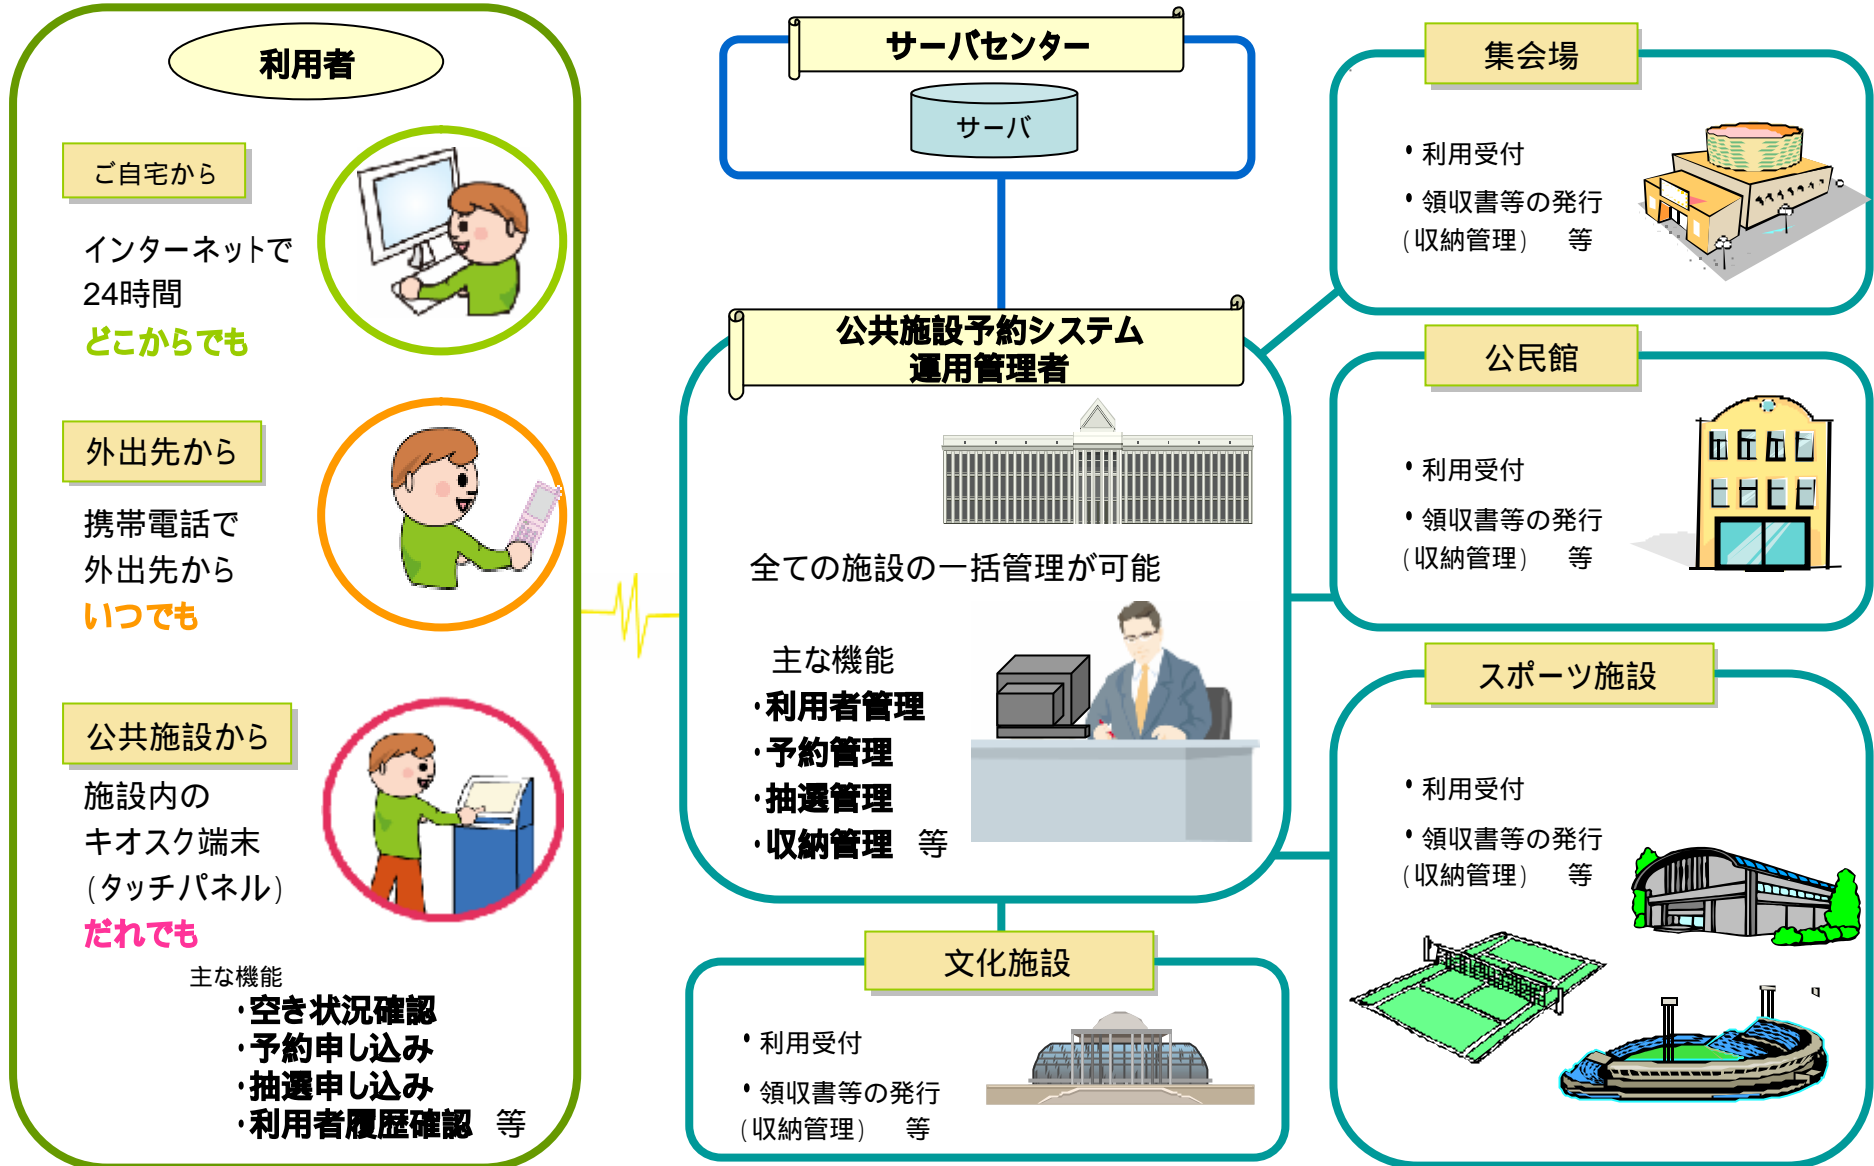 利用者
ご自宅から
インターネットで
24時間
どこからでも
外出先から
携帯電話で
外出先から
いつでも
公共施設から
施設内の
キオスク端末
(タッチパネル)
だれでも
主な機能
・空き状況確認
・予約申し込み
・抽選申し込み
・利用者履歴確認 等
サーバセンター
サーバ
公共施設予約システム
運用管理者
全ての施設の一括管理が可能
主な機能
・利用者管理
・予約管理
・抽選管理
・収納管理 等
文化施設
・利用受付
・領収書等の発行
(収納管理) 等
集会場
・利用受付
・領収書等の発行
(収納管理) 等
公民館
・利用受付
・領収書等の発行
(収納管理) 等
スポーツ施設
・利用受付
・領収書等の発行
(収納管理) 等